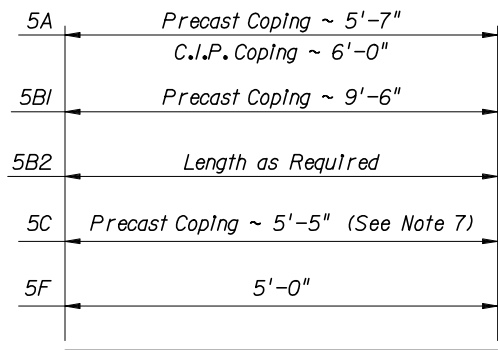 5A Precast Coping ~ 5'-7"
C.I.P. Coping ~ 6'-0"
5B1 Precast Coping ~ 9'-6"
5B2 Length as Required
5C Precast Coping ~ 5'-5" (See Note 7)
5F 5'-0"